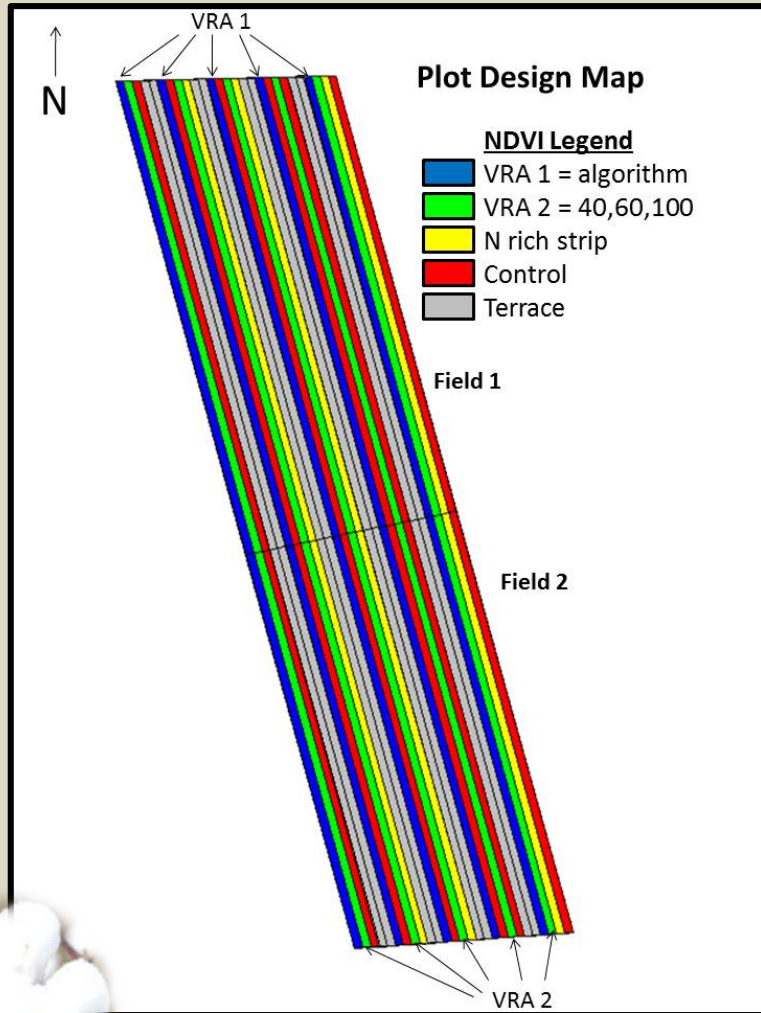 VRA 1
N
Plot Design Map
NDVI Legend
VRA 1 = algorithm
VRA 2 = 40,60,100
N rich strip
Control
Terrace
Field 1
Field 2
VRA 2